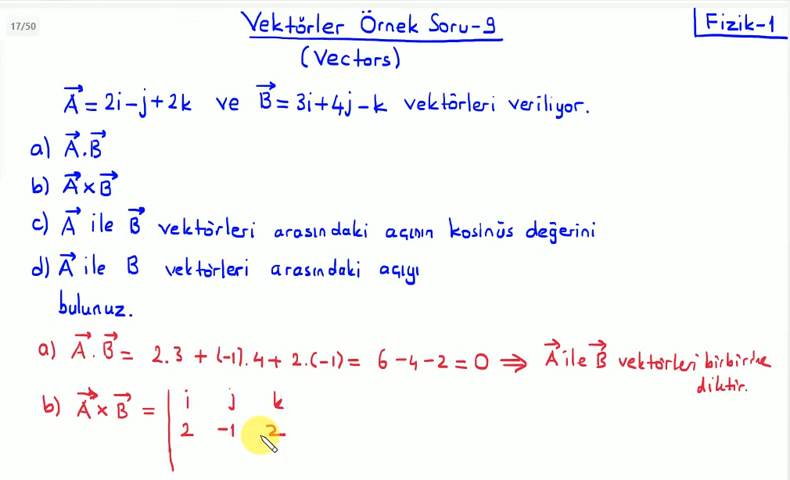 17/50
Vektörler Örnek Soru-9
Fizik-1
(Vectors)
A⃗ = 2i-j+2k ve B⃗ = 3i+4j-k vektörleri veriliyor.
a) A⃗.B⃗
b) A⃗xB⃗
c) A⃗ ile B⃗ vektörleri arasındaki açının kosinüs değerini
d) A⃗ ile B vektörleri arasındaki açıyı
bulunuz.
a) A⃗.B⃗ = 2.3 + (-1).4 + 2.(-1) = 6-4-2 = 0 ⇒ A⃗ ile B⃗ vektörleri birbirine
diktir.
b) A⃗xB⃗ = | i j k
2 -1 2